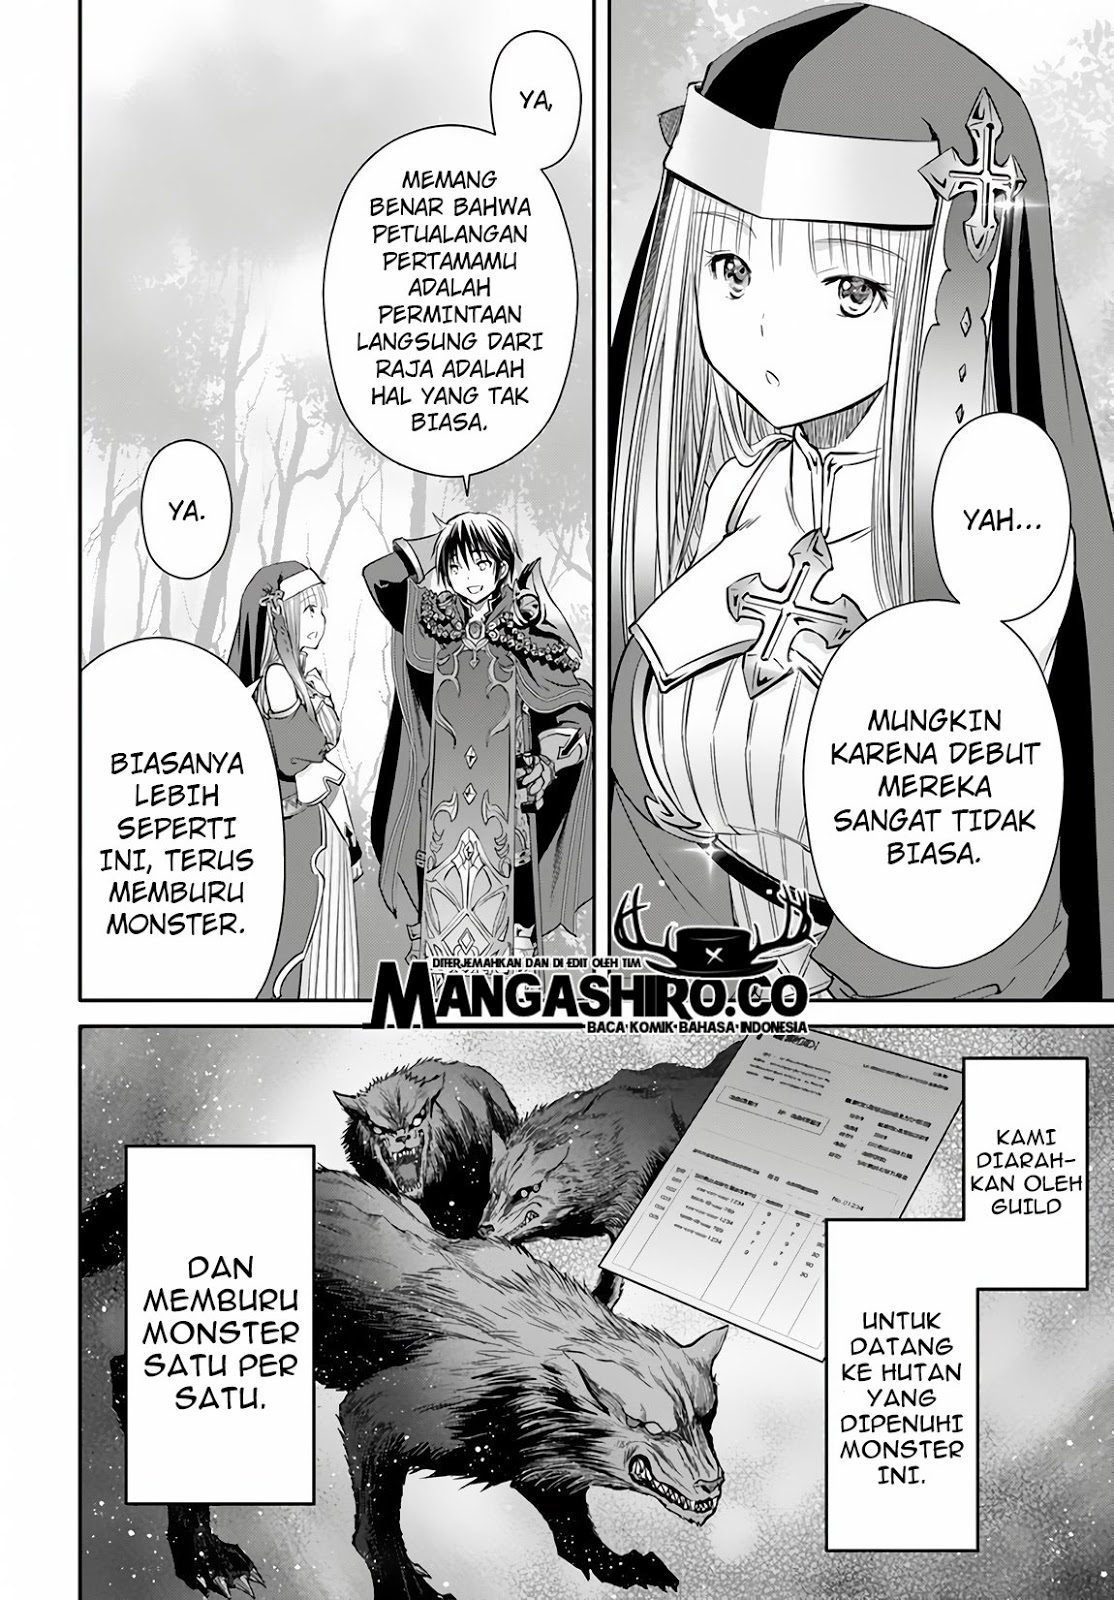 YAH...
MUNGKIN
KARENA DEBUT
MEREKA
SANGAT TIDAK
BIASA.
YA,
MEMANG
BENAR BAHWA
PETUALANGAN
PERTAMAMU
ADALAH
PERMINTAAN
LANGSUNG DARI
RAJA ADALAH
HAL YANG TAK
BIASA.
YA.
BIASANYA
LEBIH
SEPERTI
INI, TERUS
MEMBURU
MONSTER.
DITERJEMAHKAN DAN DI EDIT OLEH TIM
MANGASHIRO.CO
BACA KOMIK BAHASA INDONESIA
KAMI
DIARAH-
KAN OLEH
GUILD
UNTUK
DATANG
KE HUTAN
YANG
DIPENUHI
MONSTER
INI.
No.01234
DAN
MEMBURU
MONSTER
SATU PER
SATU.